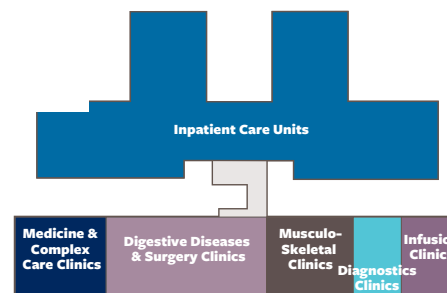 Inpatient Care Units
Medicine &
Complex
Care Clinics
Digestive Diseases
& Surgery Clinics
Musculo-
Skeletal
Clinics
Diagnostics
Clinics
Infusio
Clinic